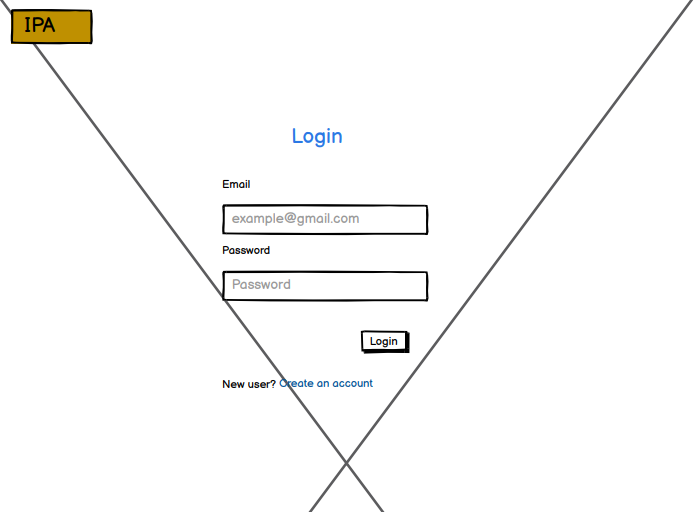 IPA
Login
Email
example@gmail.com
Password
Password
Login
New user? Create an account